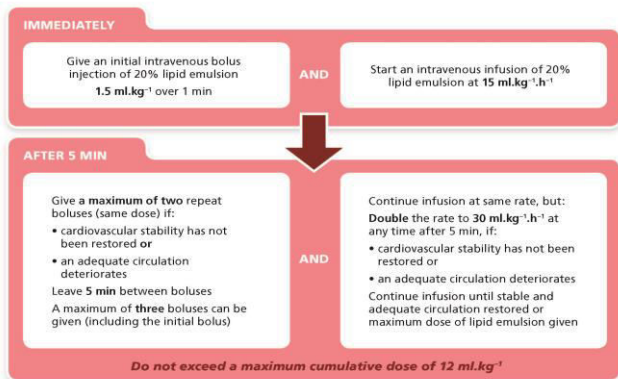 IMMEDIATELY
Give an initial intravenous bolus
injection of 20% lipid emulsion
1.5 ml.kg⁻¹ over 1 min
AND
Start an intravenous infusion of 20%
lipid emulsion at 15 ml.kg⁻¹.h⁻¹
AFTER 5 MIN
Give a maximum of two repeat
boluses (same dose) if:
• cardiovascular stability has not
been restored or
• an adequate circulation
deteriorates
Leave 5 min between boluses
A maximum of three boluses can be
given (including the initial bolus)
AND
Continue infusion at same rate, but:
Double the rate to 30 ml.kg⁻¹.h⁻¹ at
any time after 5 min, if:
• cardiovascular stability has not been
restored or
• an adequate circulation deteriorates
Continue infusion until stable and
adequate circulation restored or
maximum dose of lipid emulsion given
Do not exceed a maximum cumulative dose of 12 ml.kg⁻¹